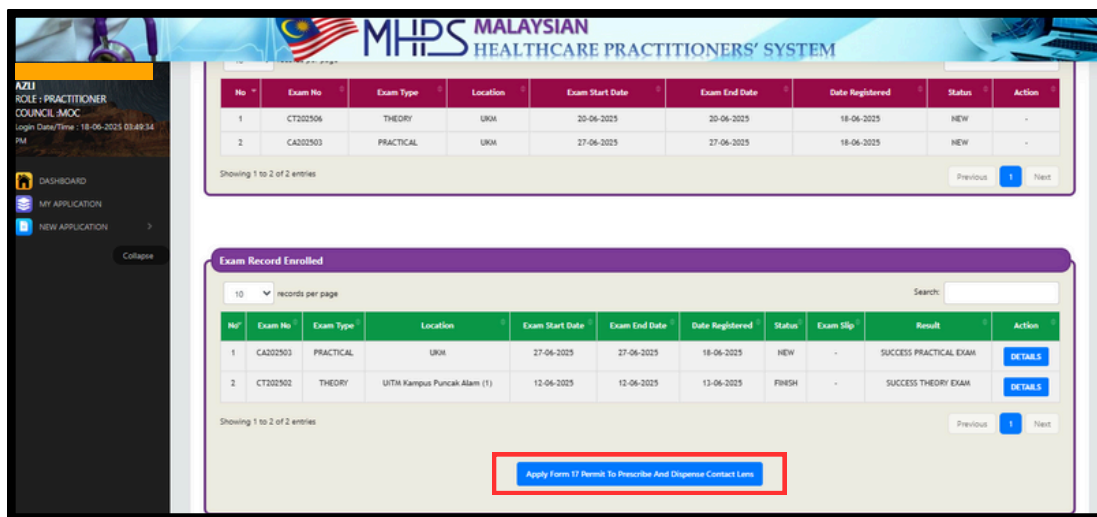 MHPS MALAYSIAN
HEALTHCARE PRACTITIONERS' SYSTEM
AZLI
ROLE : PRACTITIONER
COUNCIL :MOC
Login Date/Time : 18-06-2025 03:49:34
PM
DASHBOARD
MY APPLICATION
NEW APPLICATION
Collapse
No Exam No Exam Type Location Exam Start Date Exam End Date Date Registered Status Action
1 CT202506 THEORY UKM 20-06-2025 20-06-2025 18-06-2025 NEW -
2 CA202503 PRACTICAL UKM 27-06-2025 27-06-2025 18-06-2025 NEW -
Showing 1 to 2 of 2 entries Previous 1 Next
Exam Record Enrolled
10 records per page Search:
No Exam No Exam Type Location Exam Start Date Exam End Date Date Registered Status Exam Slip Result Action
1 CA202503 PRACTICAL UKM 27-06-2025 27-06-2025 18-06-2025 NEW - SUCCESS PRACTICAL EXAM DETAILS
2 CT202502 THEORY UiTM Kampus Puncak Alam (1) 12-06-2025 12-06-2025 13-06-2025 FINISH - SUCCESS THEORY EXAM DETAILS
Showing 1 to 2 of 2 entries Previous 1 Next
Apply Form 17 Permit To Prescribe And Dispense Contact Lens